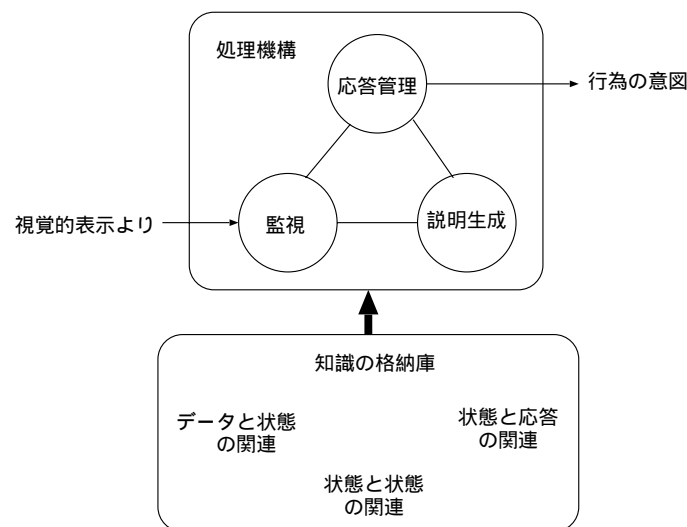 処理機構
応答管理
行為の意図
視覚的表示より
監視
説明生成
知識の格納庫
データと状態
の関連
状態と応答
の関連
状態と状態
の関連